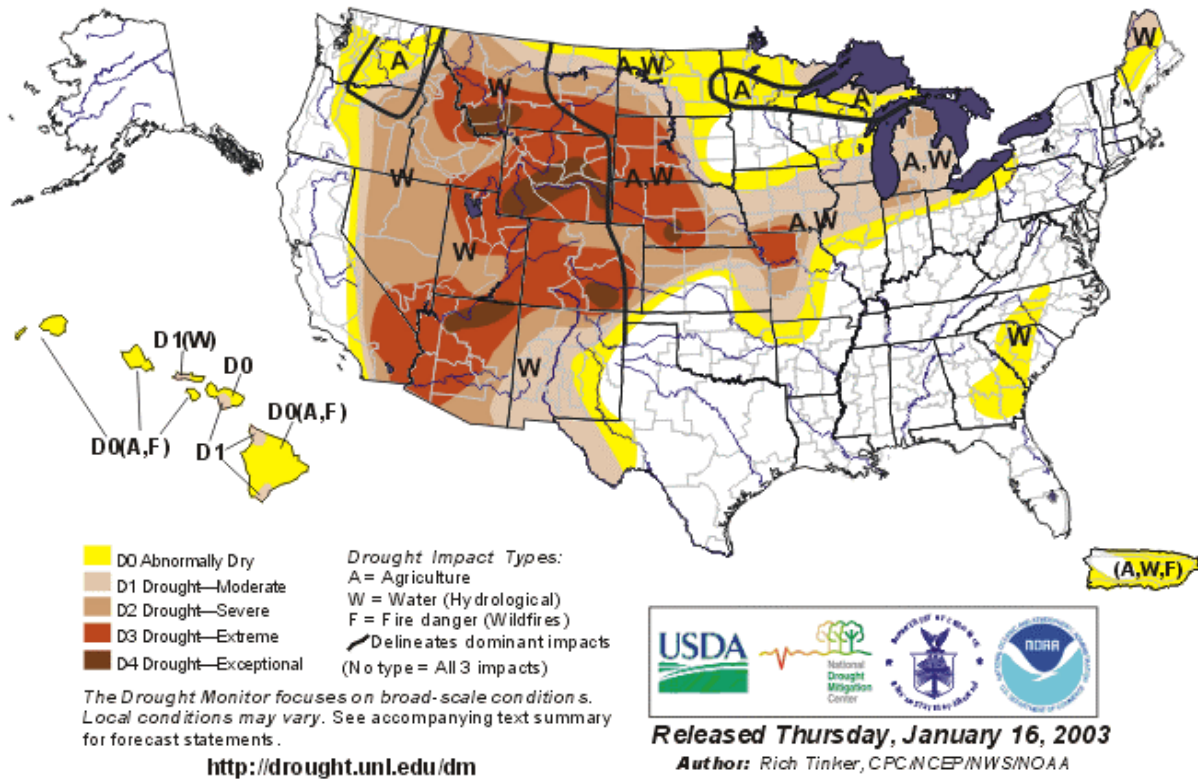 A
W
A,W
A
A
W
W
A,W
A,W
A,W
W
W
W
W
D1(W)
D0
D0(A,F)
D0(A,F)
D1
(A,W,F)
D0 Abnormally Dry
D1 Drought—Moderate
D2 Drought—Severe
D3 Drought—Extreme
D4 Drought—Exceptional
Drought Impact Types:
A = Agriculture
W = Water (Hydrological)
F = Fire danger (Wildfires)
Delineates dominant impacts
(No type = All 3 impacts)
The Drought Monitor focuses on broad-scale conditions.
Local conditions may vary. See accompanying text summary
for forecast statements.
http://drought.unl.edu/dm
USDA
National
Drought
Mitigation
Center
NOAA
Released Thursday, January 16, 2003
Author: Rich Tinker, CPC/NCEP/NWS/NOAA